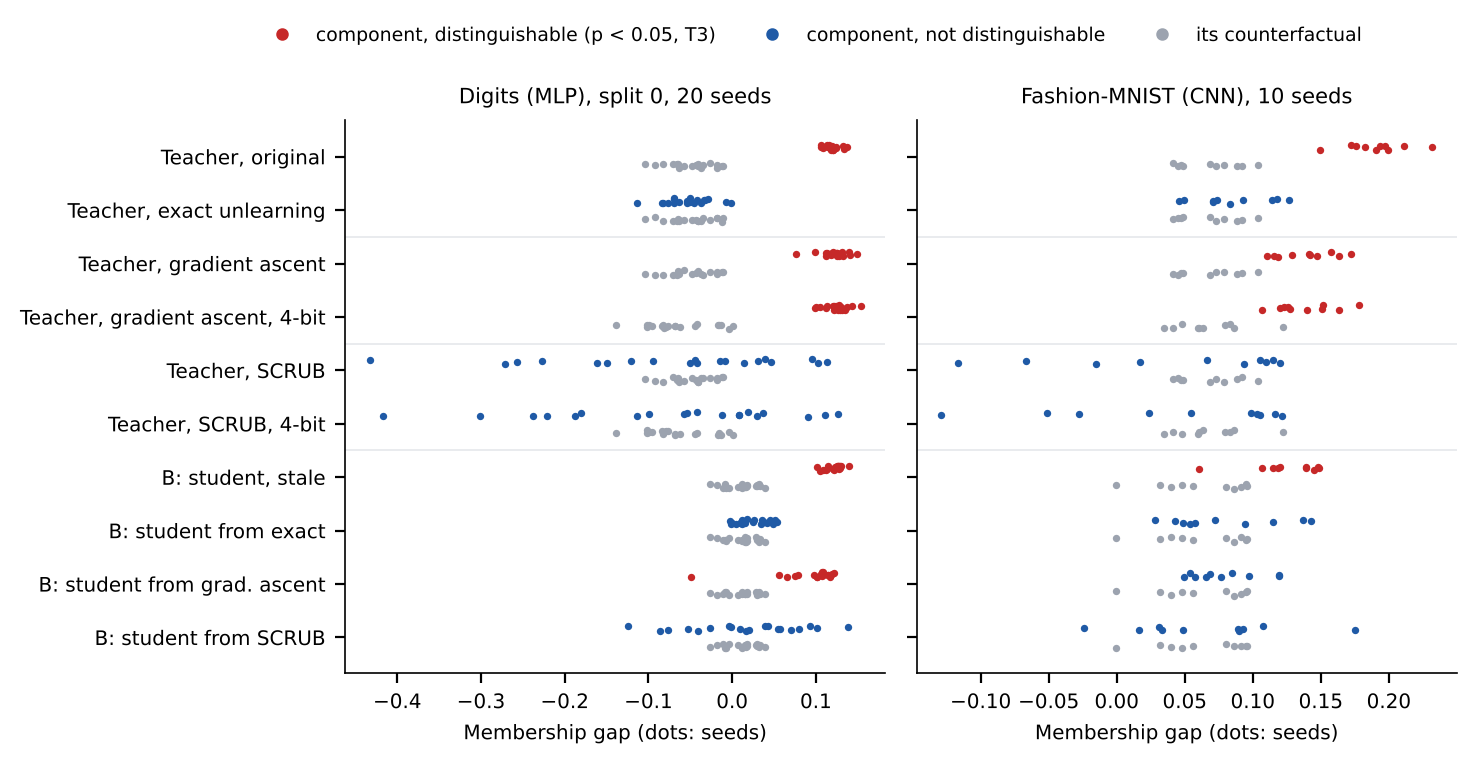 component, distinguishable (p < 0.05, T3) component, not distinguishable its counterfactual
Digits (MLP), split 0, 20 seeds Fashion-MNIST (CNN), 10 seeds
Teacher, original
Teacher, exact unlearning
Teacher, gradient ascent
Teacher, gradient ascent, 4-bit
Teacher, SCRUB
Teacher, SCRUB, 4-bit
B: student, stale
B: student from exact
B: student from grad. ascent
B: student from SCRUB
−0.4 −0.3 −0.2 −0.1 0.0 0.1 −0.10 −0.05 0.00 0.05 0.10 0.15 0.20
Membership gap (dots: seeds) Membership gap (dots: seeds)